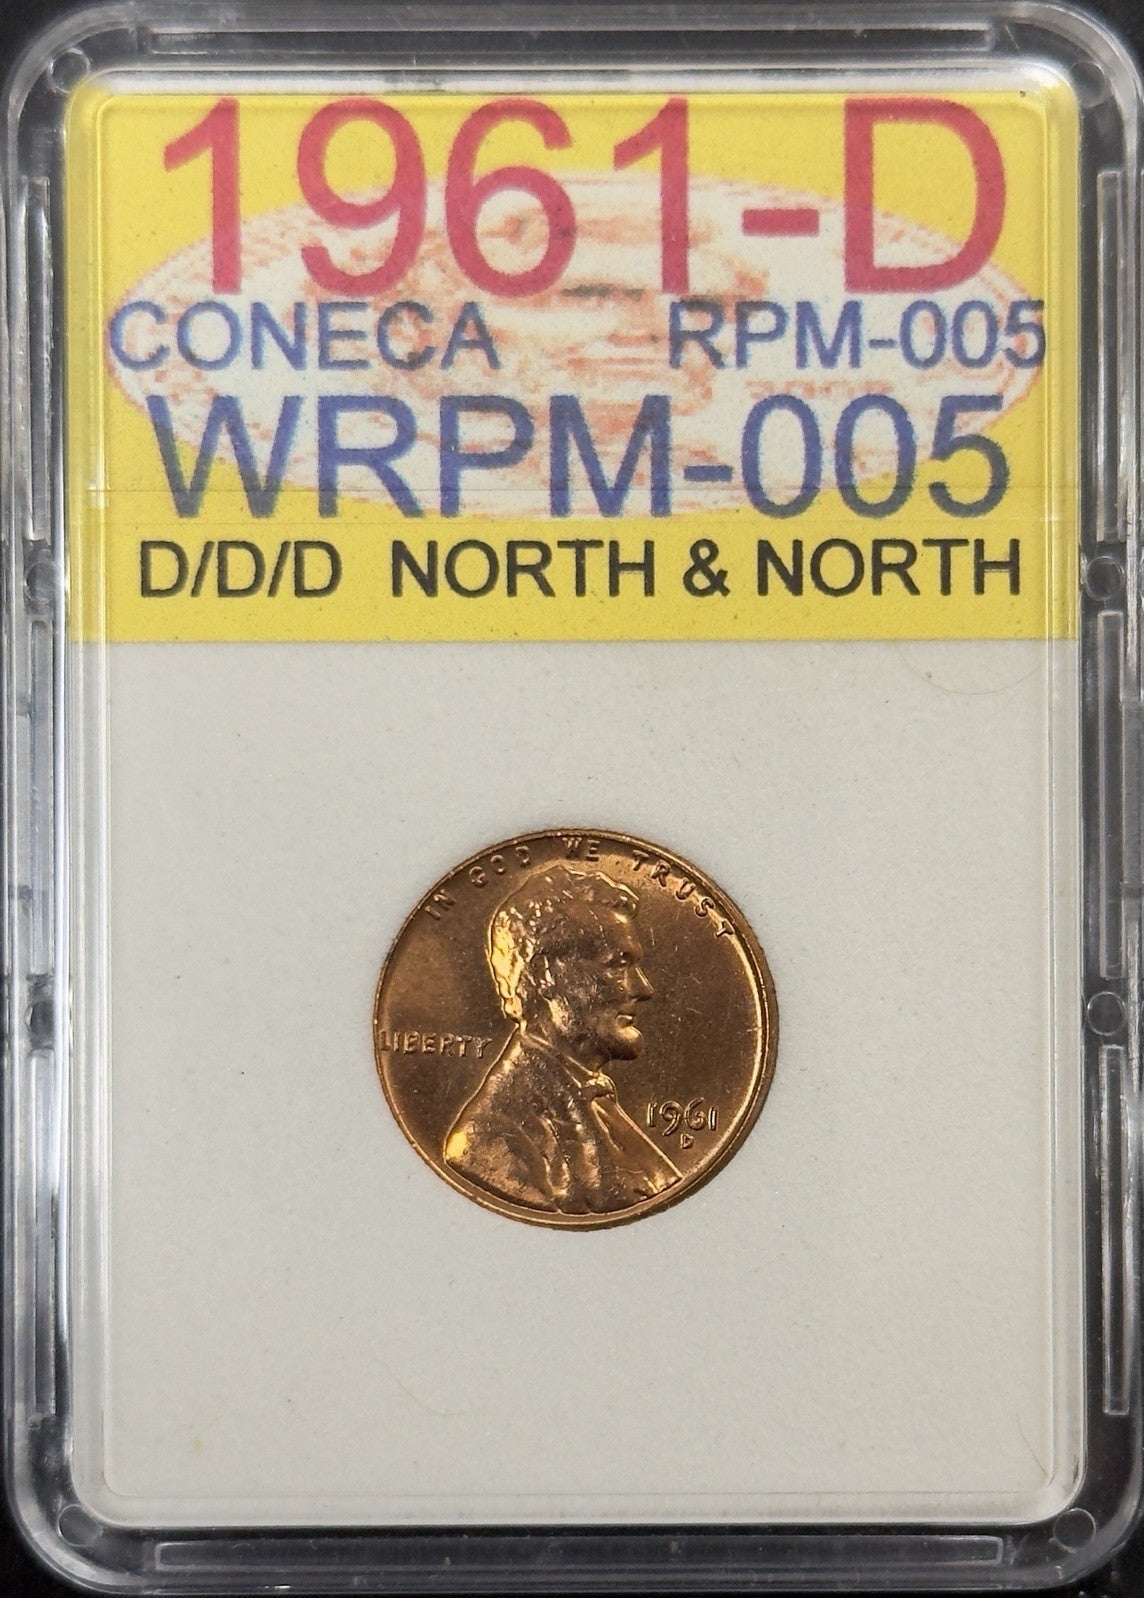 1961-D
CONECA RPM-005
WRPM-005
D/D/D NORTH & NORTH
IN GOD WE TRUST
LIBERTY
1961
D